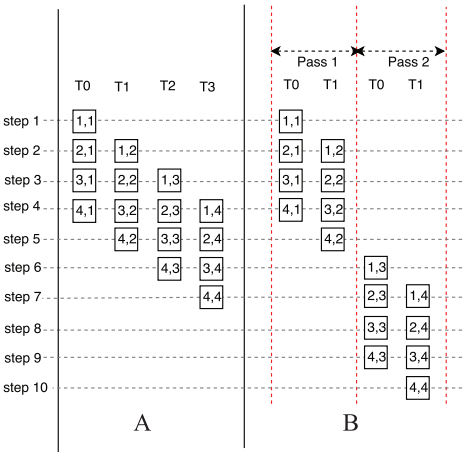 Pass 1 Pass 2
T0 T1 T2 T3 T0 T1 T0 T1
step 1 1,1 1,1
step 2 2,1 1,2 2,1 1,2
step 3 3,1 2,2 1,3 3,1 2,2
step 4 4,1 3,2 2,3 1,4 4,1 3,2
step 5 4,2 3,3 2,4 4,2
step 6 4,3 3,4 1,3
step 7 4,4 2,3 1,4
step 8 3,3 2,4
step 9 4,3 3,4
step 10 4,4
A B